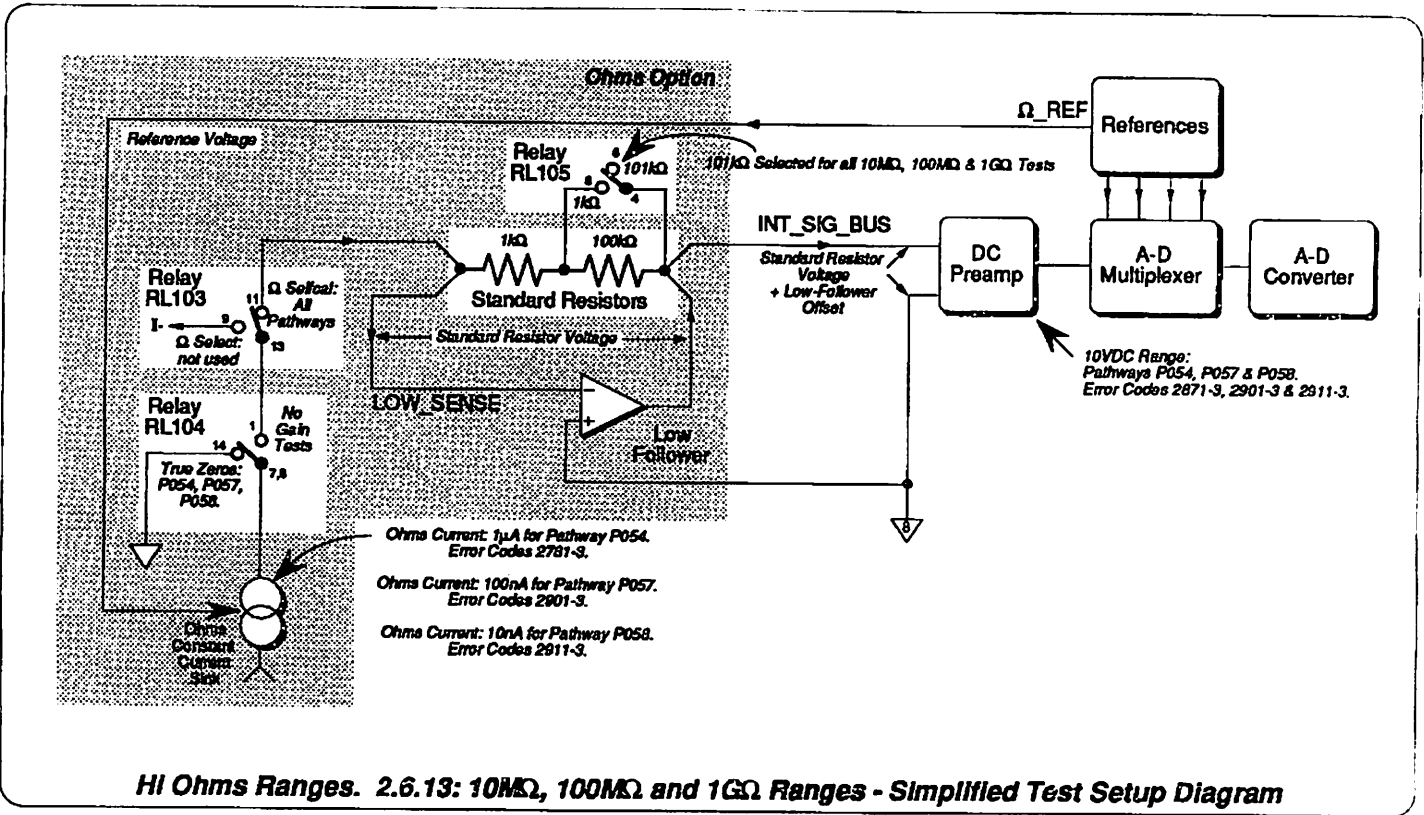 Ohms Option
Ω_REF
References
Reference Voltage
Relay
RL105
6
101kΩ
8
1kΩ
4
101kΩ Selected for all 10MΩ, 100MΩ & 1GΩ Tests
INT_SIG_BUS
1kΩ
100kΩ
Standard Resistors
Standard Resistor
Voltage
+ Low-Follower
Offset
DC
Preamp
A-D
Multiplexer
A-D
Converter
Relay
RL103
11
Ω Selfcal:
All
Pathways
I-
9
13
Ω Select:
not used
Standard Resistor Voltage
10VDC Range:
Pathways P054, P057 & P058.
Error Codes 2871-3, 2901-3 & 2911-3.
LOW_SENSE
−
+
Low
Follower
Relay
RL104
1
No
Gain
Tests
14
7,8
True Zeros:
P054, P057,
P058.
8
Ohms Current: 1µA for Pathway P054.
Error Codes 2781-3.
Ohms Current: 100nA for Pathway P057.
Error Codes 2901-3.
Ohms Current: 10nA for Pathway P058.
Error Codes 2911-3.
Ohms
Constant
Current
Sink
Hi Ohms Ranges. 2.6.13: 10MΩ, 100MΩ and 1GΩ Ranges - Simplified Test Setup Diagram